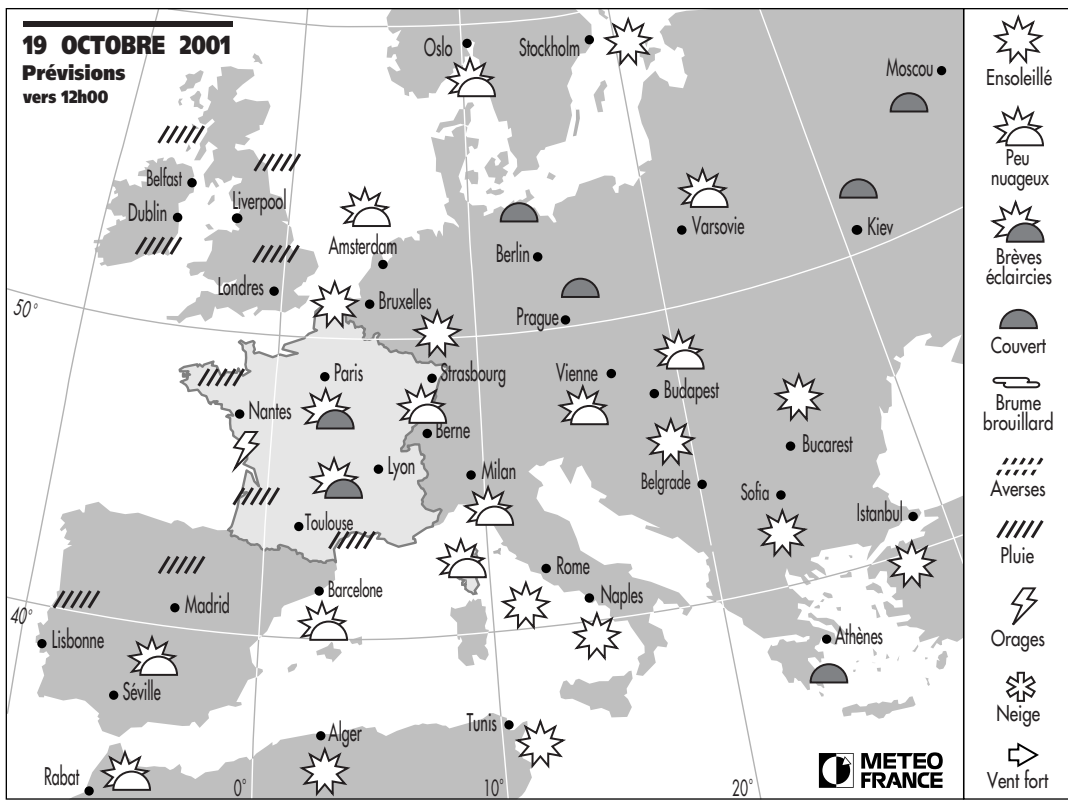 19 OCTOBRE 2001
Prévisions
vers 12h00
Oslo
Stockholm
Moscou
Belfast
Dublin
Liverpool
Amsterdam
Berlin
Varsovie
Kiev
Londres
Bruxelles
Prague
50°
Paris
Strasbourg
Vienne
Budapest
Nantes
Berne
Bucarest
Lyon
Milan
Belgrade
Sofia
Istanbul
Toulouse
Rome
Barcelone
Naples
Madrid
40°
Lisbonne
Athènes
Séville
Tunis
Alger
Rabat
0°
10°
20°
METEO
FRANCE
Ensoleillé
Peu
nuageux
Brèves
éclaircies
Couvert
Brume
brouillard
Averses
Pluie
Orages
Neige
Vent fort